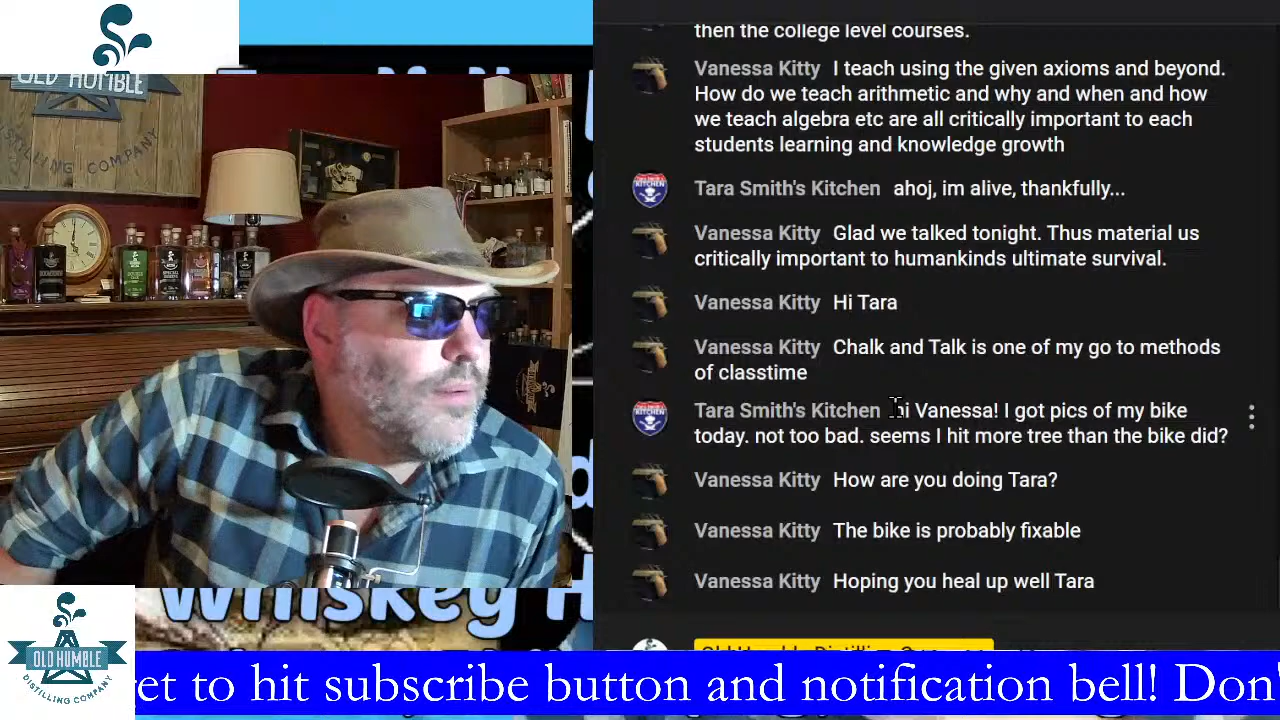 OLD HUMBLE
DISTILLING COMPANY
then the college level courses.
Vanessa Kitty I teach using the given axioms and beyond.
How do we teach arithmetic and why and when and how
we teach algebra etc are all critically important to each
students learning and knowledge growth
Tara Smith's Kitchen ahoj, im alive, thankfully...
Vanessa Kitty Glad we talked tonight. Thus material us
critically important to humankinds ultimate survival.
Vanessa Kitty Hi Tara
Vanessa Kitty Chalk and Talk is one of my go to methods
of classtime
Tara Smith's Kitchen hi Vanessa! I got pics of my bike
today. not too bad. seems I hit more tree than the bike did?
Vanessa Kitty How are you doing Tara?
Vanessa Kitty The bike is probably fixable
Vanessa Kitty Hoping you heal up well Tara
Whiskey H
OLD HUMBLE
DISTILLING COMPANY
et to hit subscribe button and notification bell! Don'